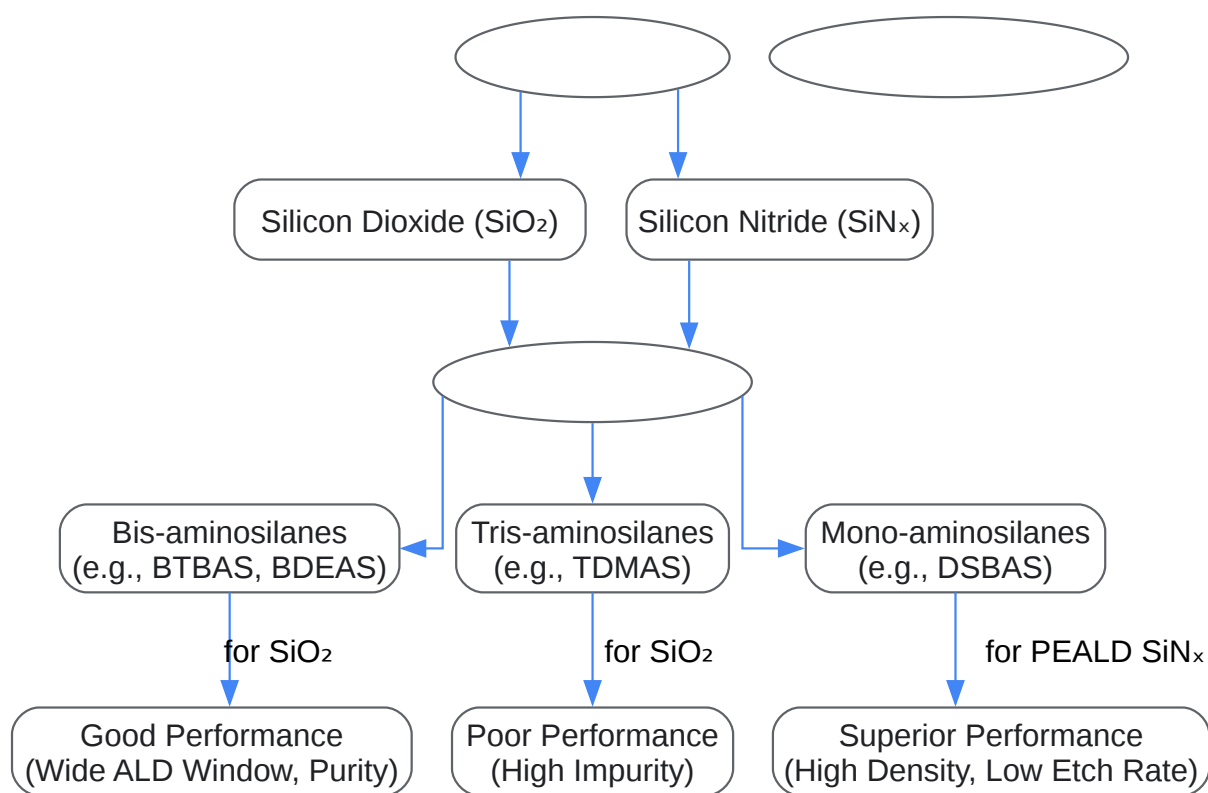 Silicon Dioxide (SiO₂)
Silicon Nitride (SiNₓ)
Bis-aminosilanes
(e.g., BTBAS, BDEAS)
Tris-aminosilanes
(e.g., TDMAS)
Mono-aminosilanes
(e.g., DSBAS)
for SiO₂
for SiO₂
for PEALD SiNₓ
Good Performance
(Wide ALD Window, Purity)
Poor Performance
(High Impurity)
Superior Performance
(High Density, Low Etch Rate)